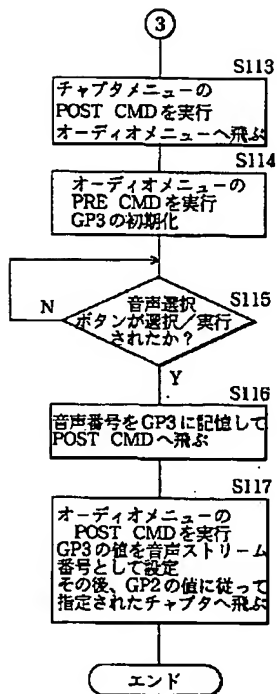 3
S113
チャプタメニューの
POST CMDを実行
オーディオメニューへ飛ぶ
S114
オーディオメニューの
PRE CMDを実行
GP3の初期化
S115
音声選択
ボタンが選択/実行
されたか?
N
Y
S116
音声番号をGP3に記憶して
POST CMDへ飛ぶ
S117
オーディオメニューの
POST CMDを実行
GP3の値を音声ストリーム
番号として設定
その後、GP2の値に従って
指定されたチャプタへ飛ぶ
エンド